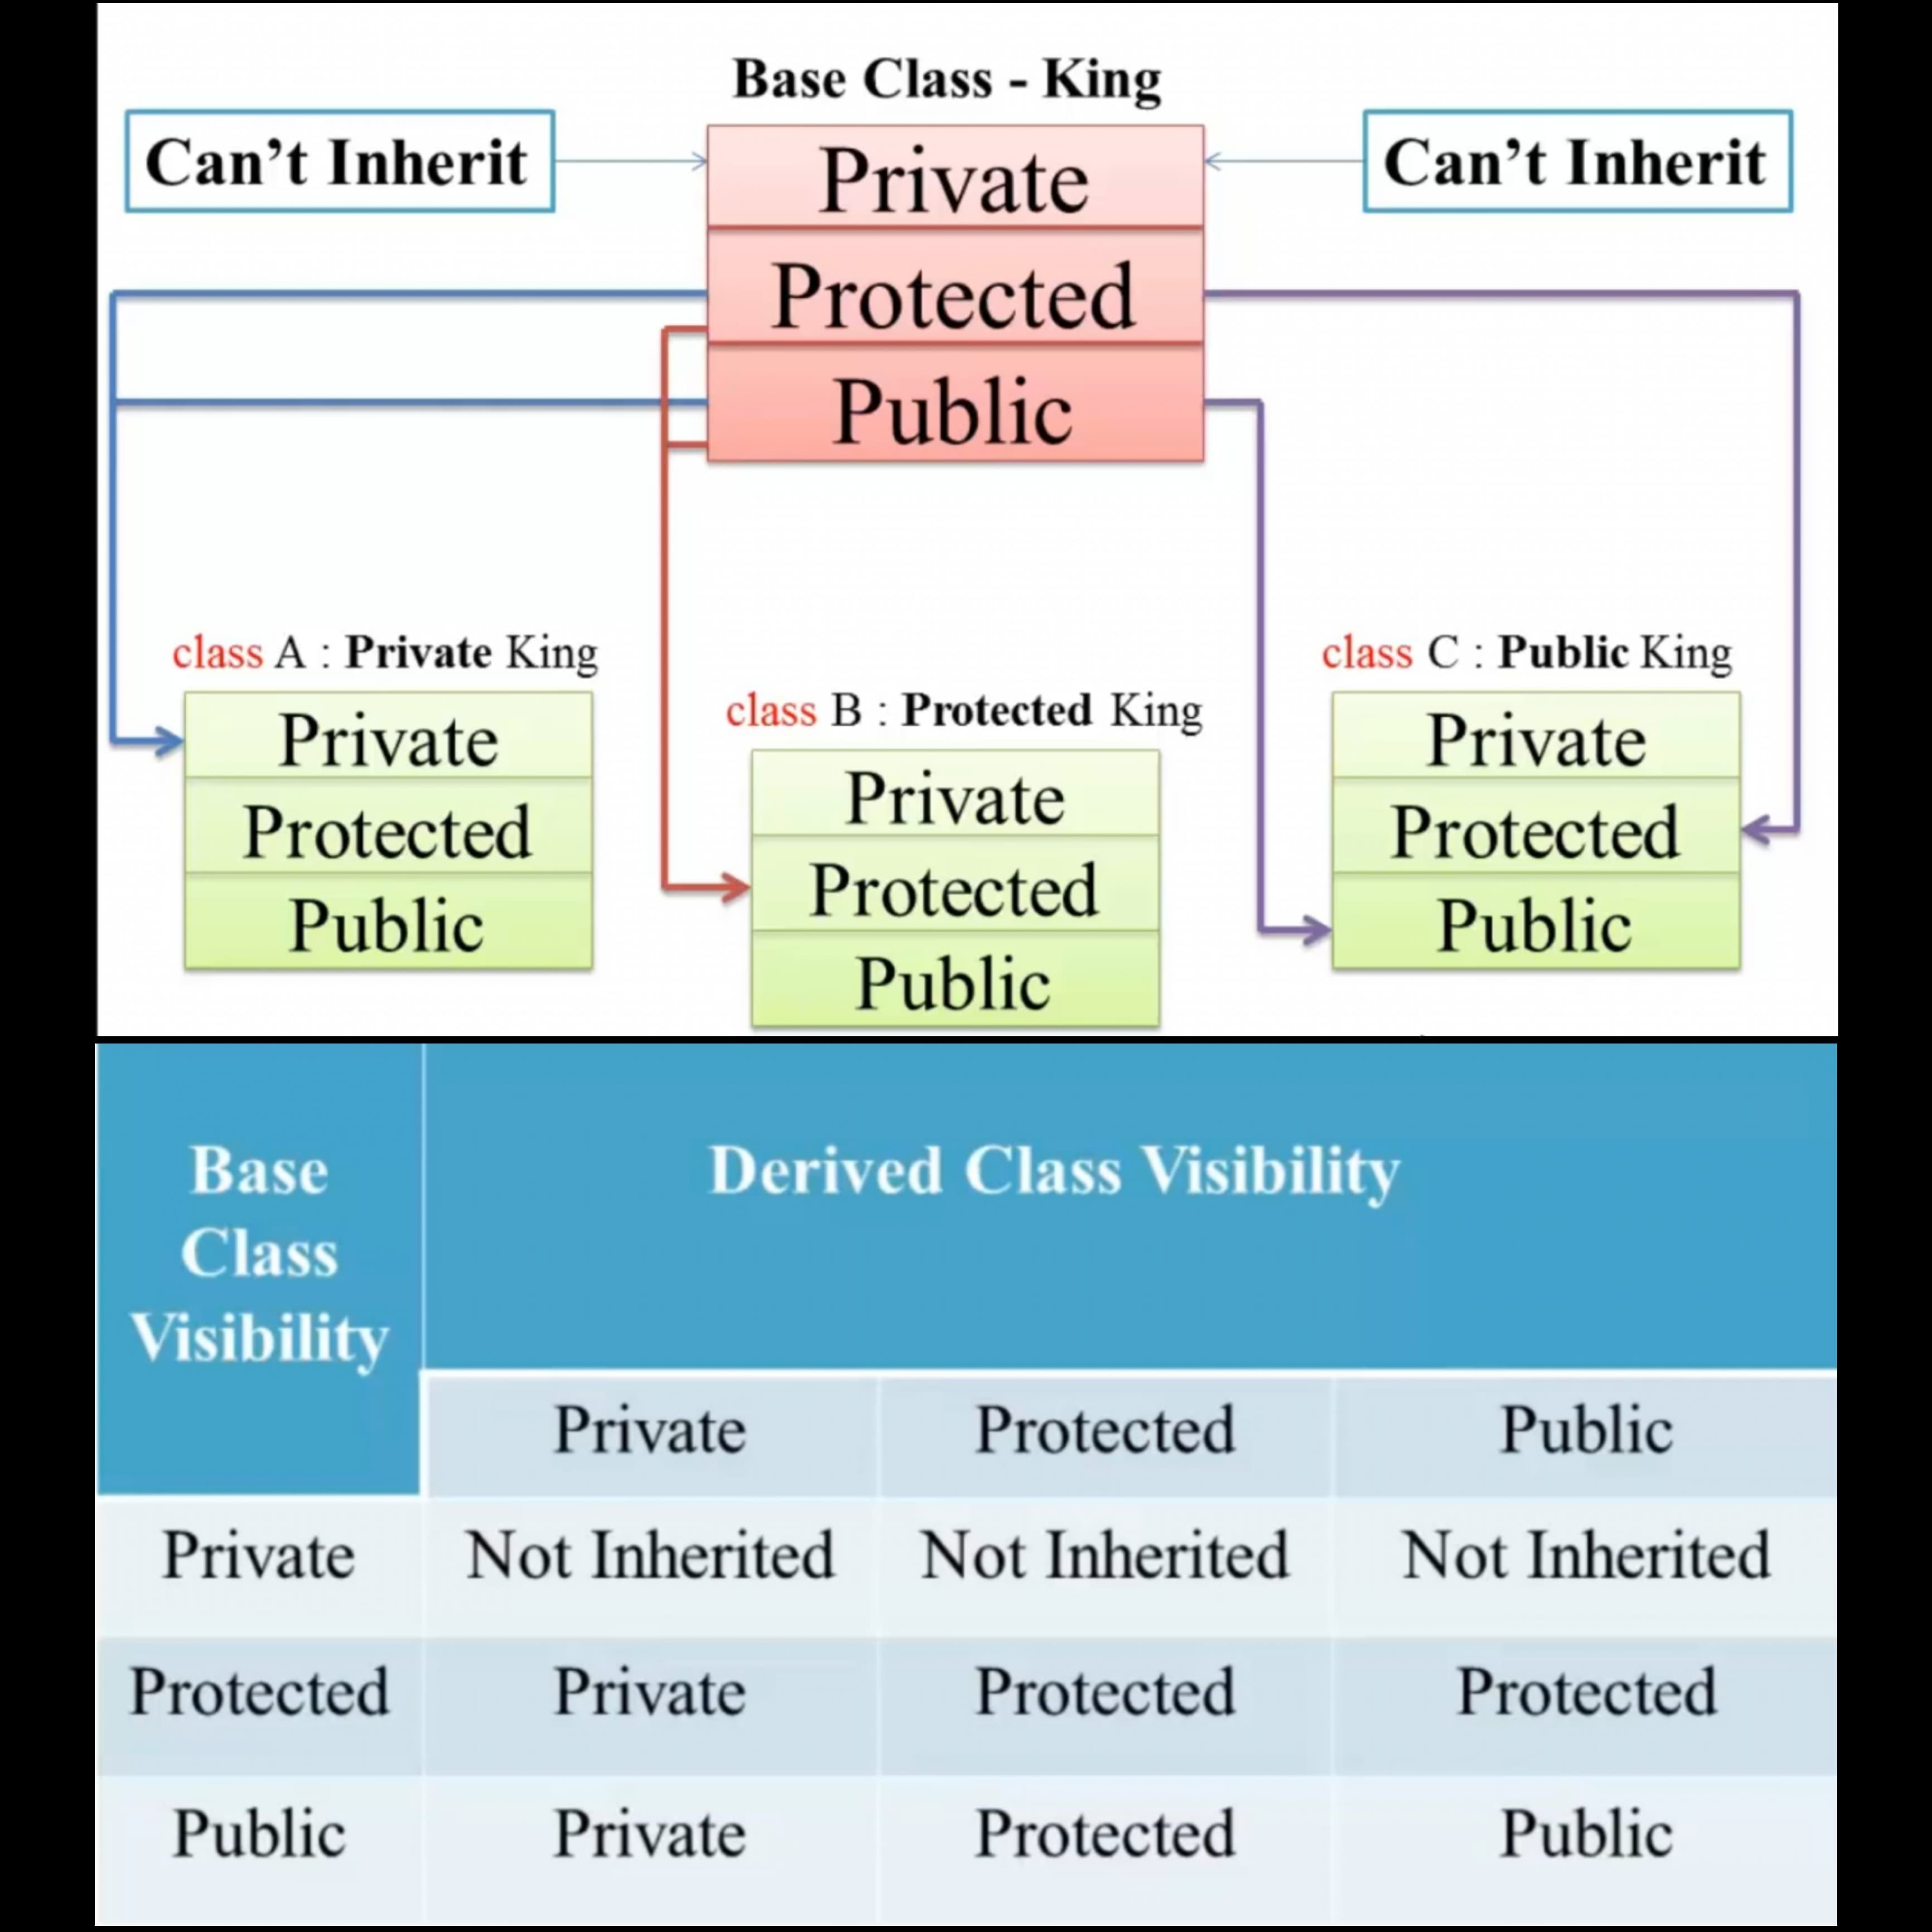 Base Class - King
Can't Inherit
Private
Can't Inherit
Protected
Public
class A : Private King
Private
Protected
Public
class B : Protected King
Private
Protected
Public
class C : Public King
Private
Protected
Public
Base
Class
Visibility
Derived Class Visibility
Private Protected Public
Private Not Inherited Not Inherited Not Inherited
Protected Private Protected Protected
Public Private Protected Public